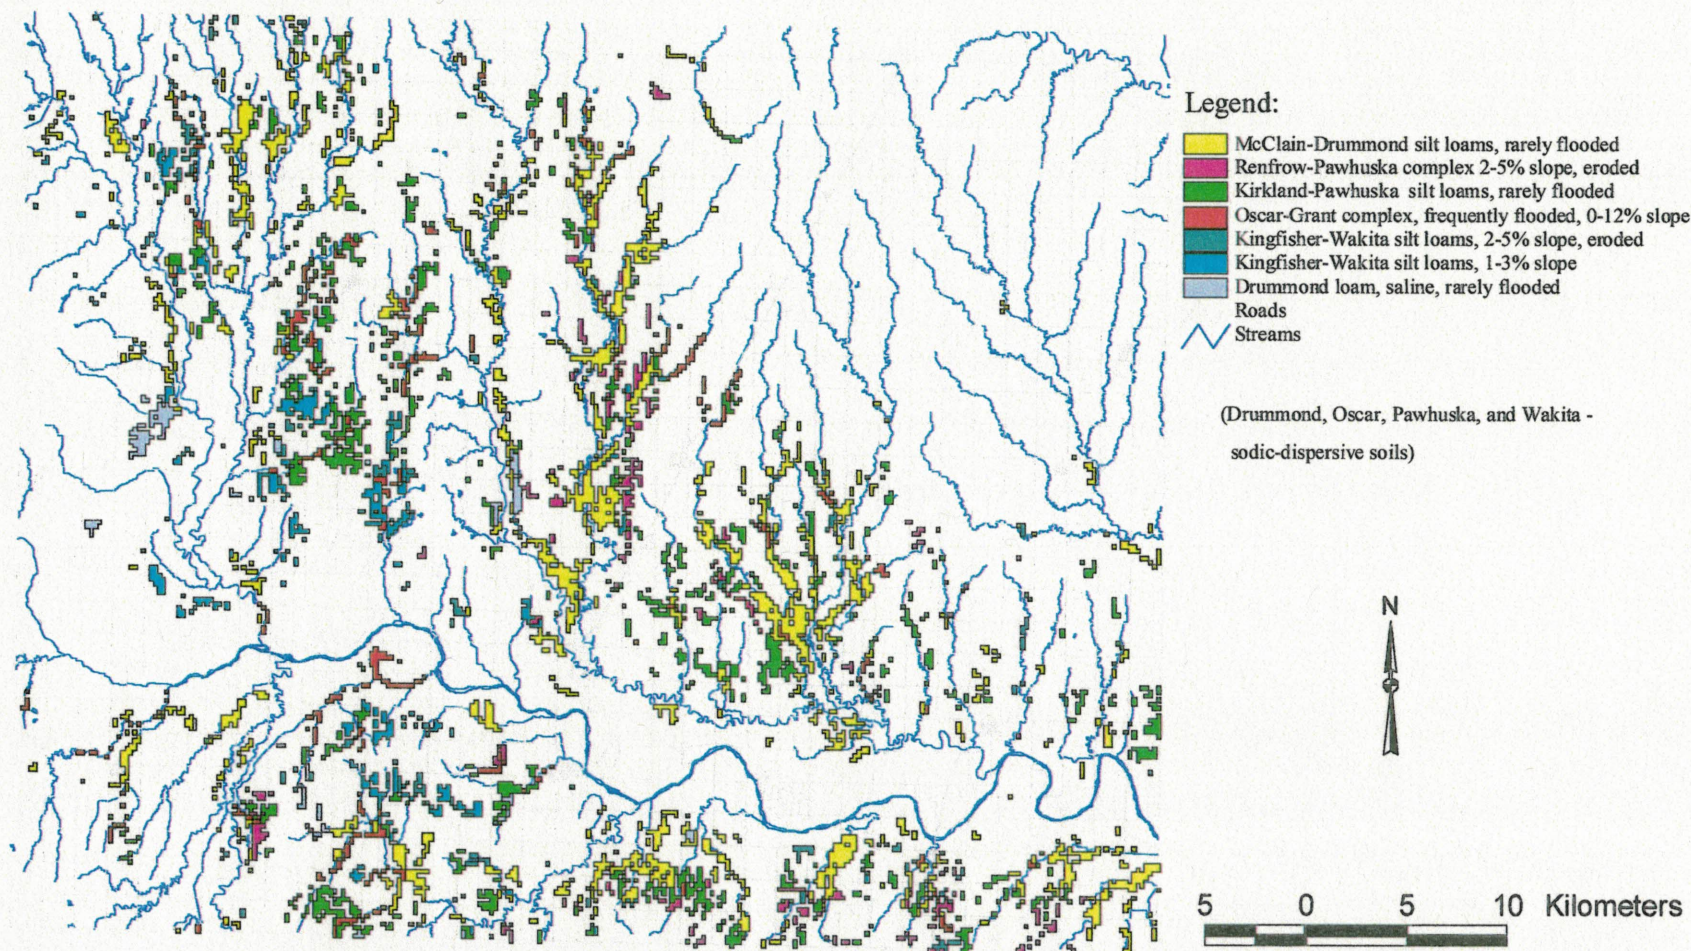 Legend:
McClain-Drummond silt loams, rarely flooded
Renfrow-Pawhuska complex 2-5% slope, eroded
Kirkland-Pawhuska silt loams, rarely flooded
Oscar-Grant complex, frequently flooded, 0-12% slope
Kingfisher-Wakita silt loams, 2-5% slope, eroded
Kingfisher-Wakita silt loams, 1-3% slope
Drummond loam, saline, rarely flooded
Roads
Streams
(Drummond, Oscar, Pawhuska, and Wakita -
sodic-dispersive soils)
N
5 0 5 10 Kilometers